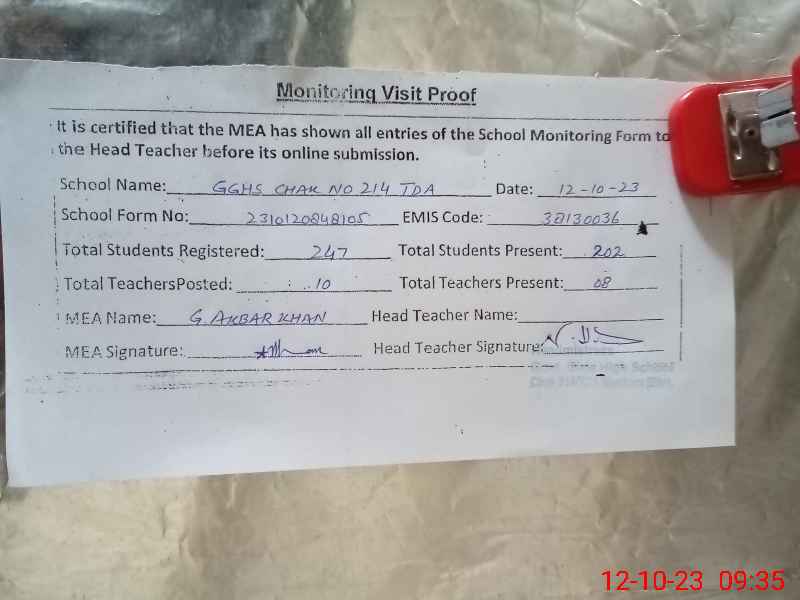 Monitoring Visit Proof
It is certified that the MEA has shown all entries of the School Monitoring Form to
the Head Teacher before its online submission.
School Name: GGHS CHAK NO 214 TDA Date: 12-10-23
School Form No: 2310120848105 EMIS Code: 38130036
Total Students Registered: 247 Total Students Present: 202
Total TeachersPosted: 10 Total Teachers Present: 08
MEA Name: G.AKBAR KHAN Head Teacher Name:
MEA Signature: Head Teacher Signature:
12-10-23 09:35